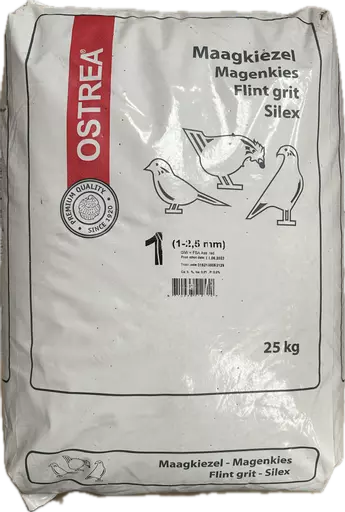 OSTREA®
Maagkiezel
Magenkies
Flint grit
Silex
PREMIUM QUALITY
SINCE 1920
1 (1-2,5 mm)
25 kg
Maagkiezel - Magenkies
Flint grit - Silex